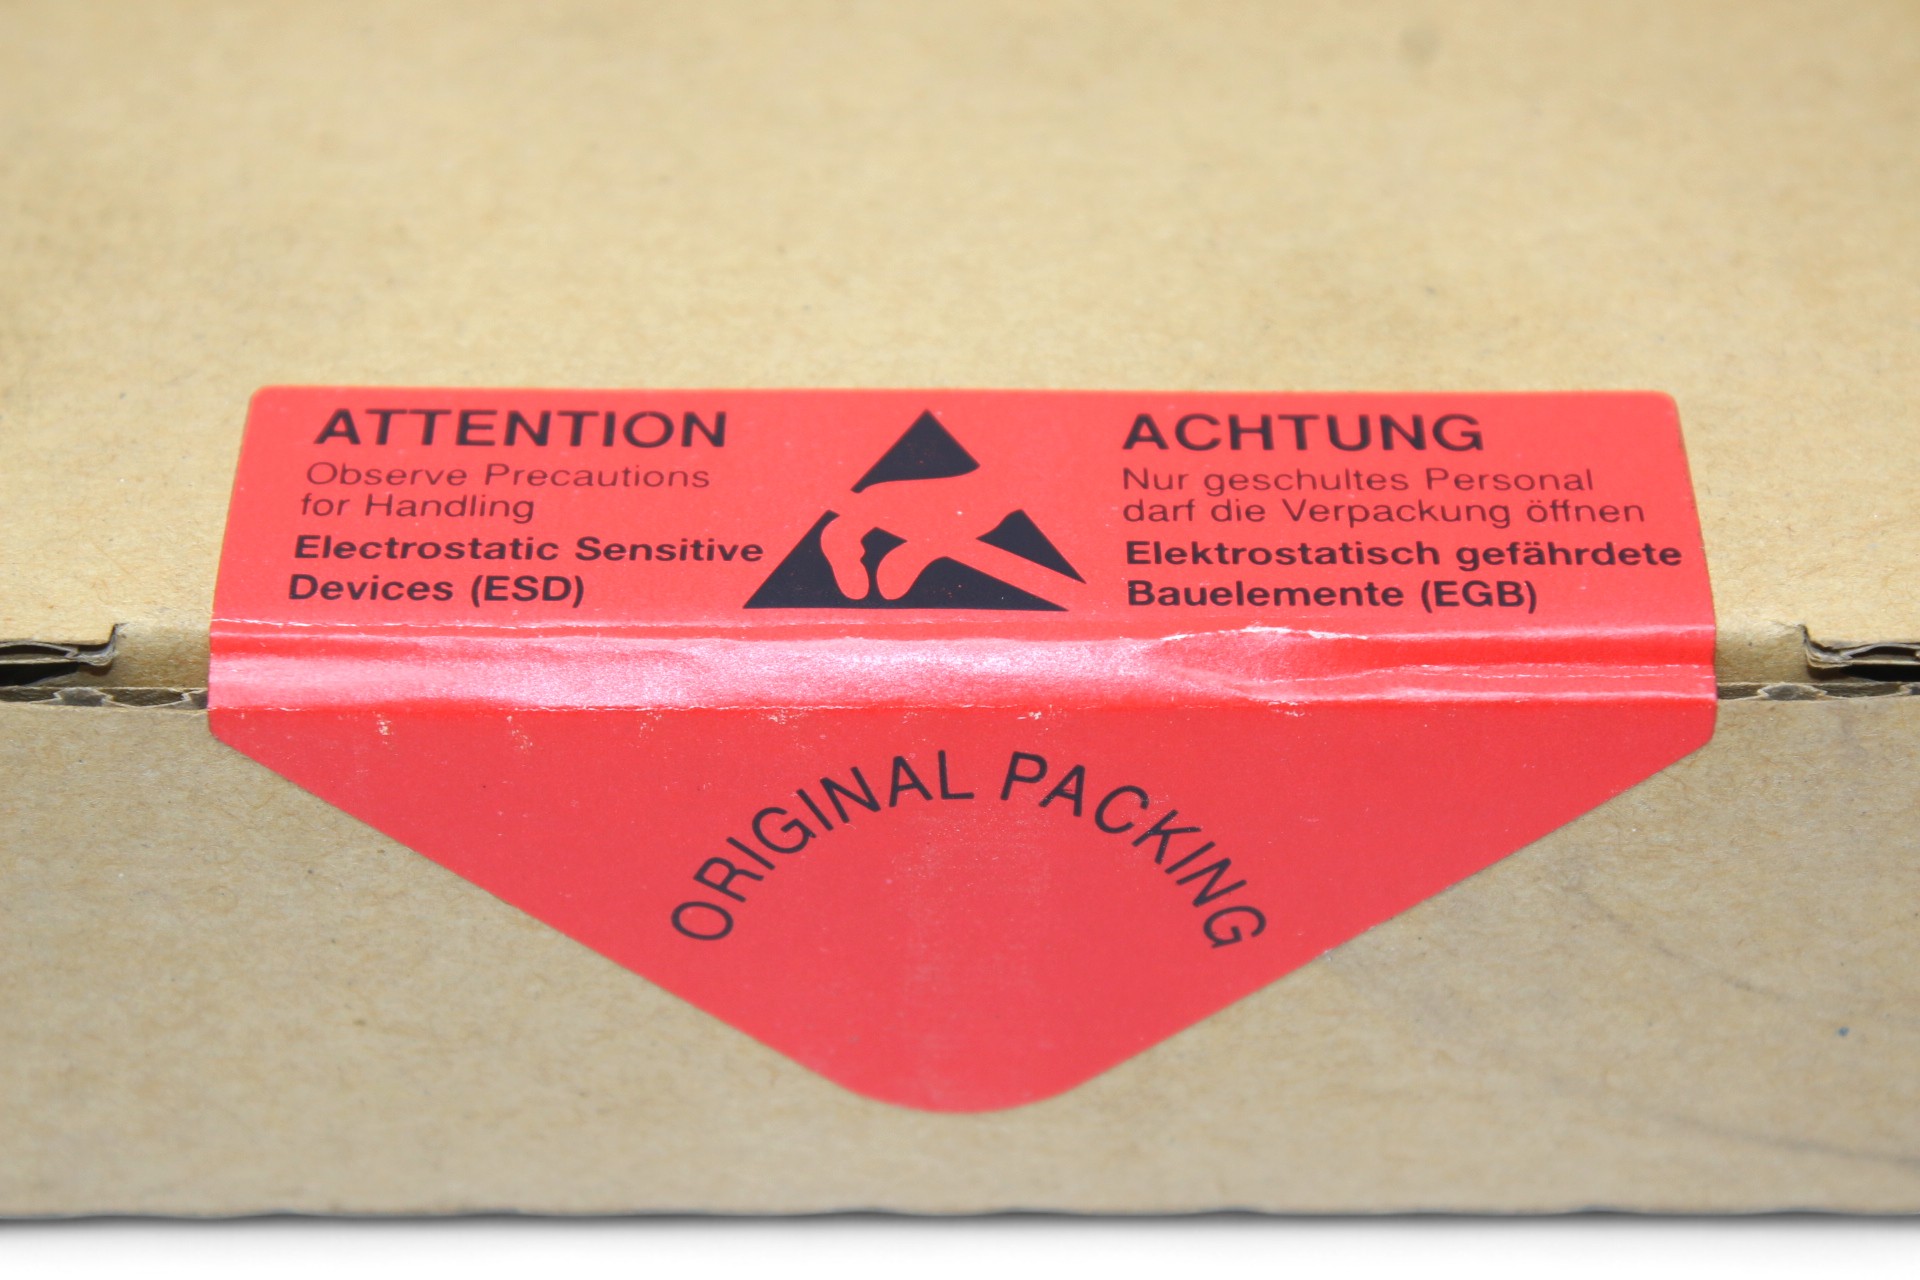 ATTENTION
Observe Precautions
for Handling
Electrostatic Sensitive
Devices (ESD)
ACHTUNG
Nur geschultes Personal
darf die Verpackung öffnen
Elektrostatisch gefährdete
Bauelemente (EGB)
ORIGINAL PACKING